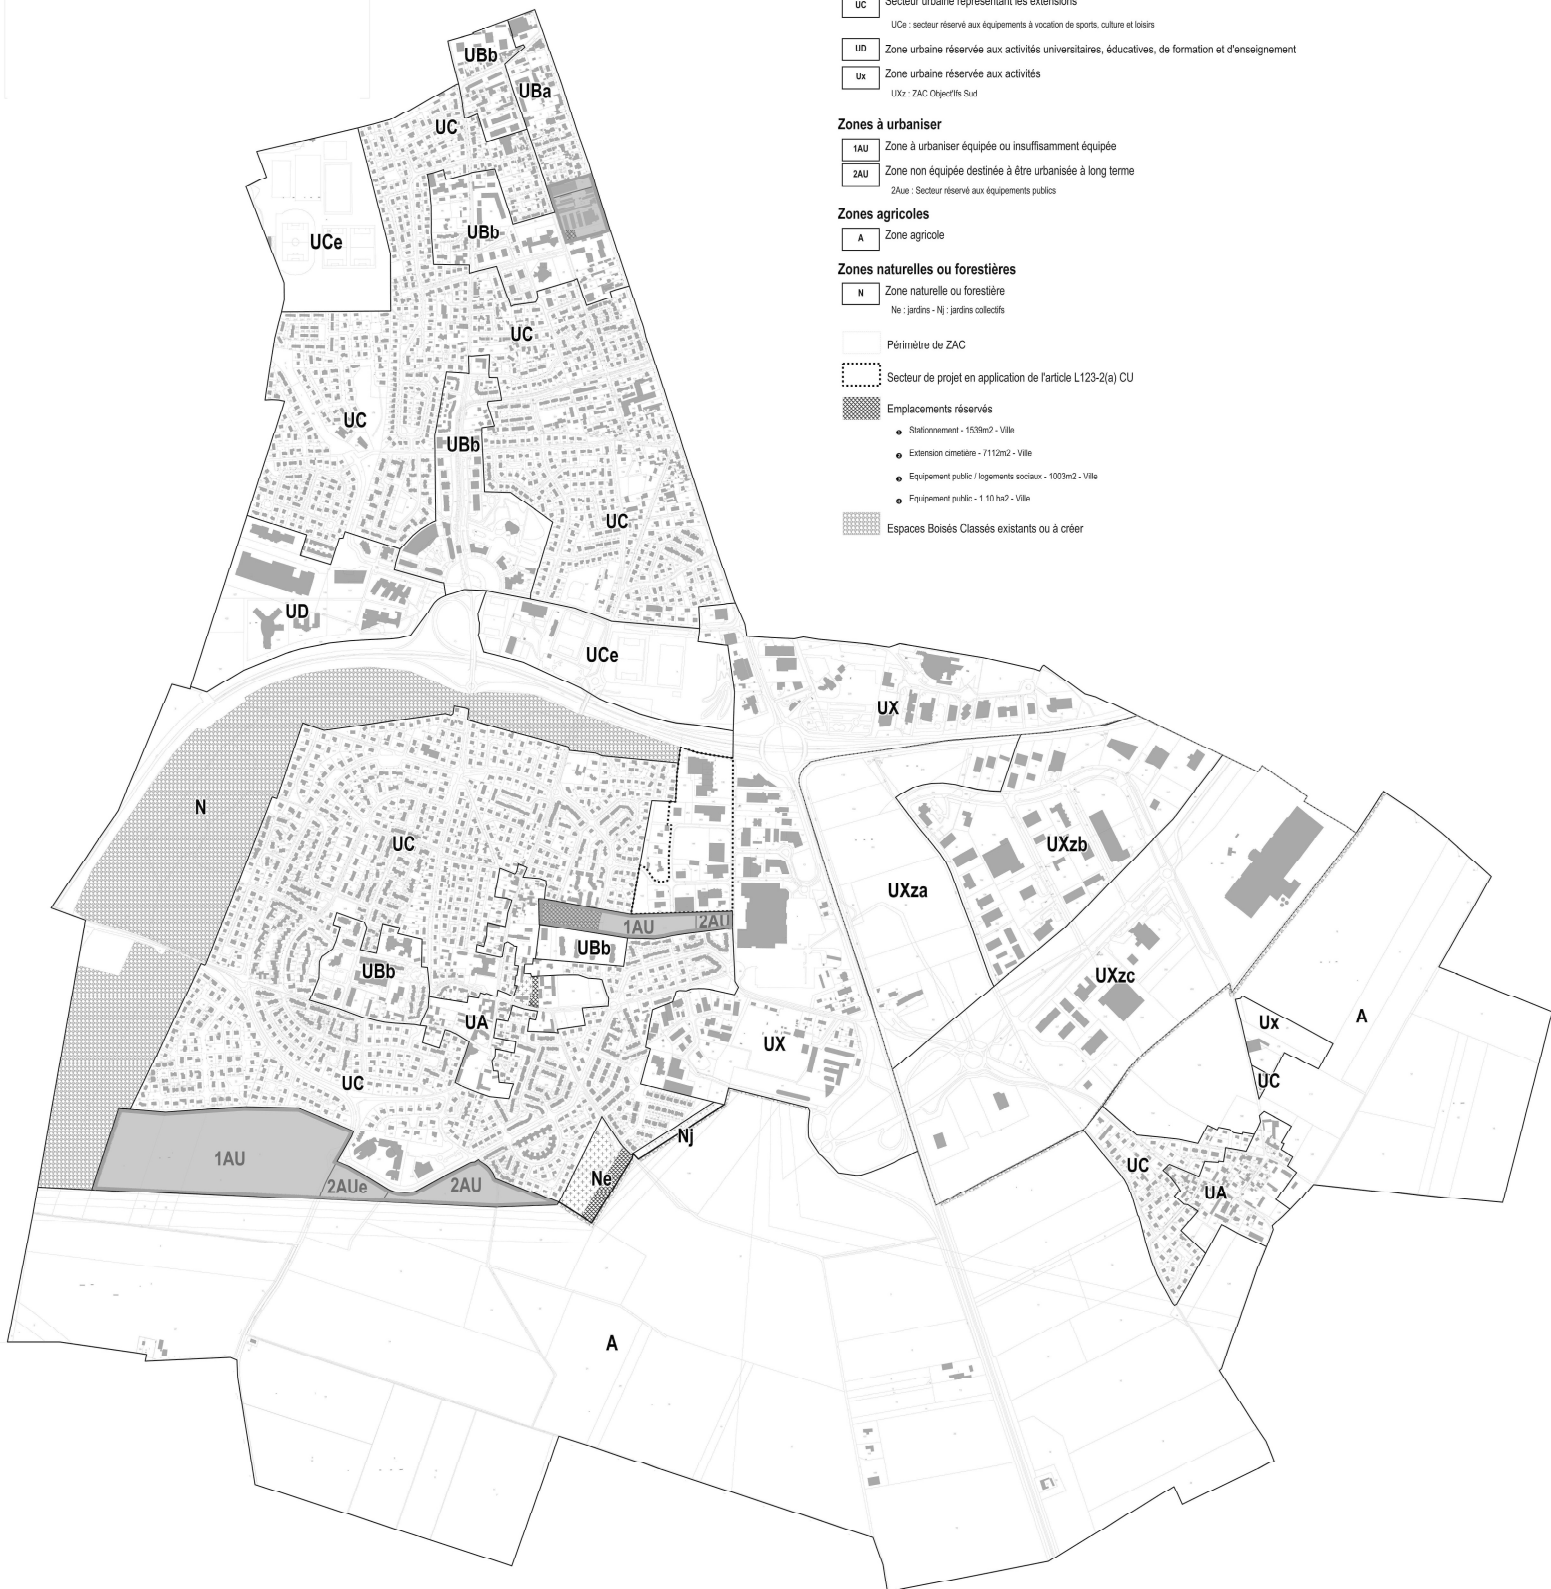 UC Secteur urbaine représentant les extensions
UCe : secteur réservé aux équipements à vocation de sports, culture et loisirs
UD Zone urbaine réservée aux activités universitaires, éducatives, de formation et d'enseignement
Ux Zone urbaine réservée aux activités
UXz : ZAC Object'Ifs Sud
Zones à urbaniser
1AU Zone à urbaniser équipée ou insuffisamment équipée
2AU Zone non équipée destinée à être urbanisée à long terme
2Aue : Secteur réservé aux équipements publics
Zones agricoles
A Zone agricole
Zones naturelles ou forestières
N Zone naturelle ou forestière
Ne : jardins - Nj : jardins collectifs
Périmètre de ZAC
Secteur de projet en application de l'article L123-2(a) CU
Emplacements réservés
Stationnement - 1539m2 - Ville
Extension cimetière - 7112m2 - Ville
Equipement public / logements sociaux - 1003m2 - Ville
Equipement public - 1.10 ha2 - Ville
Espaces Boisés Classés existants ou à créer
UBb
UBa
UC
UBb
UCe
UC
UC
UBb
UC
UD
UCe
UX
N
UC
UXzb
UXza
1AU
2AU
UBb
UBb
UXzc
UA
Ux
A
UX
UC
UC
Nj
1AU
2AUe
2AU
Ne
UC
UA
A